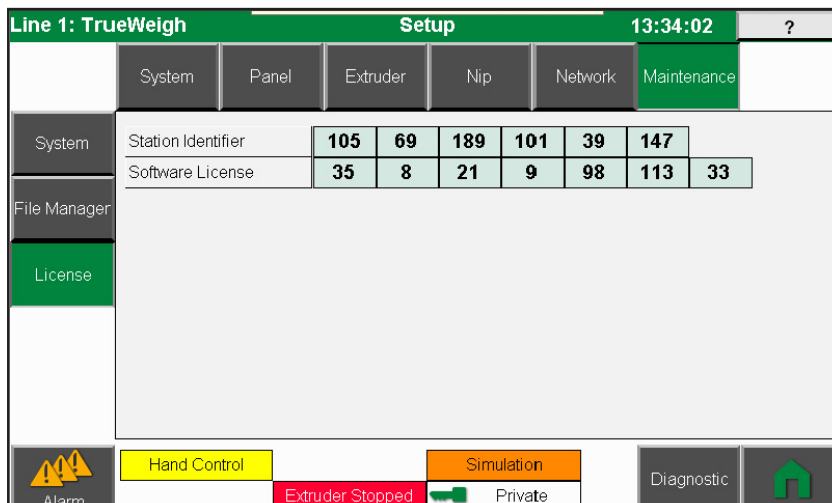 Line 1: TrueWeigh Setup 13:34:02 ?
System Panel Extruder Nip Network Maintenance
System
File Manager
License
Station Identifier 105 69 189 101 39 147
Software License 35 8 21 9 98 113 33
Hand Control Simulation
Extruder Stopped Private
Alarm
Diagnostic